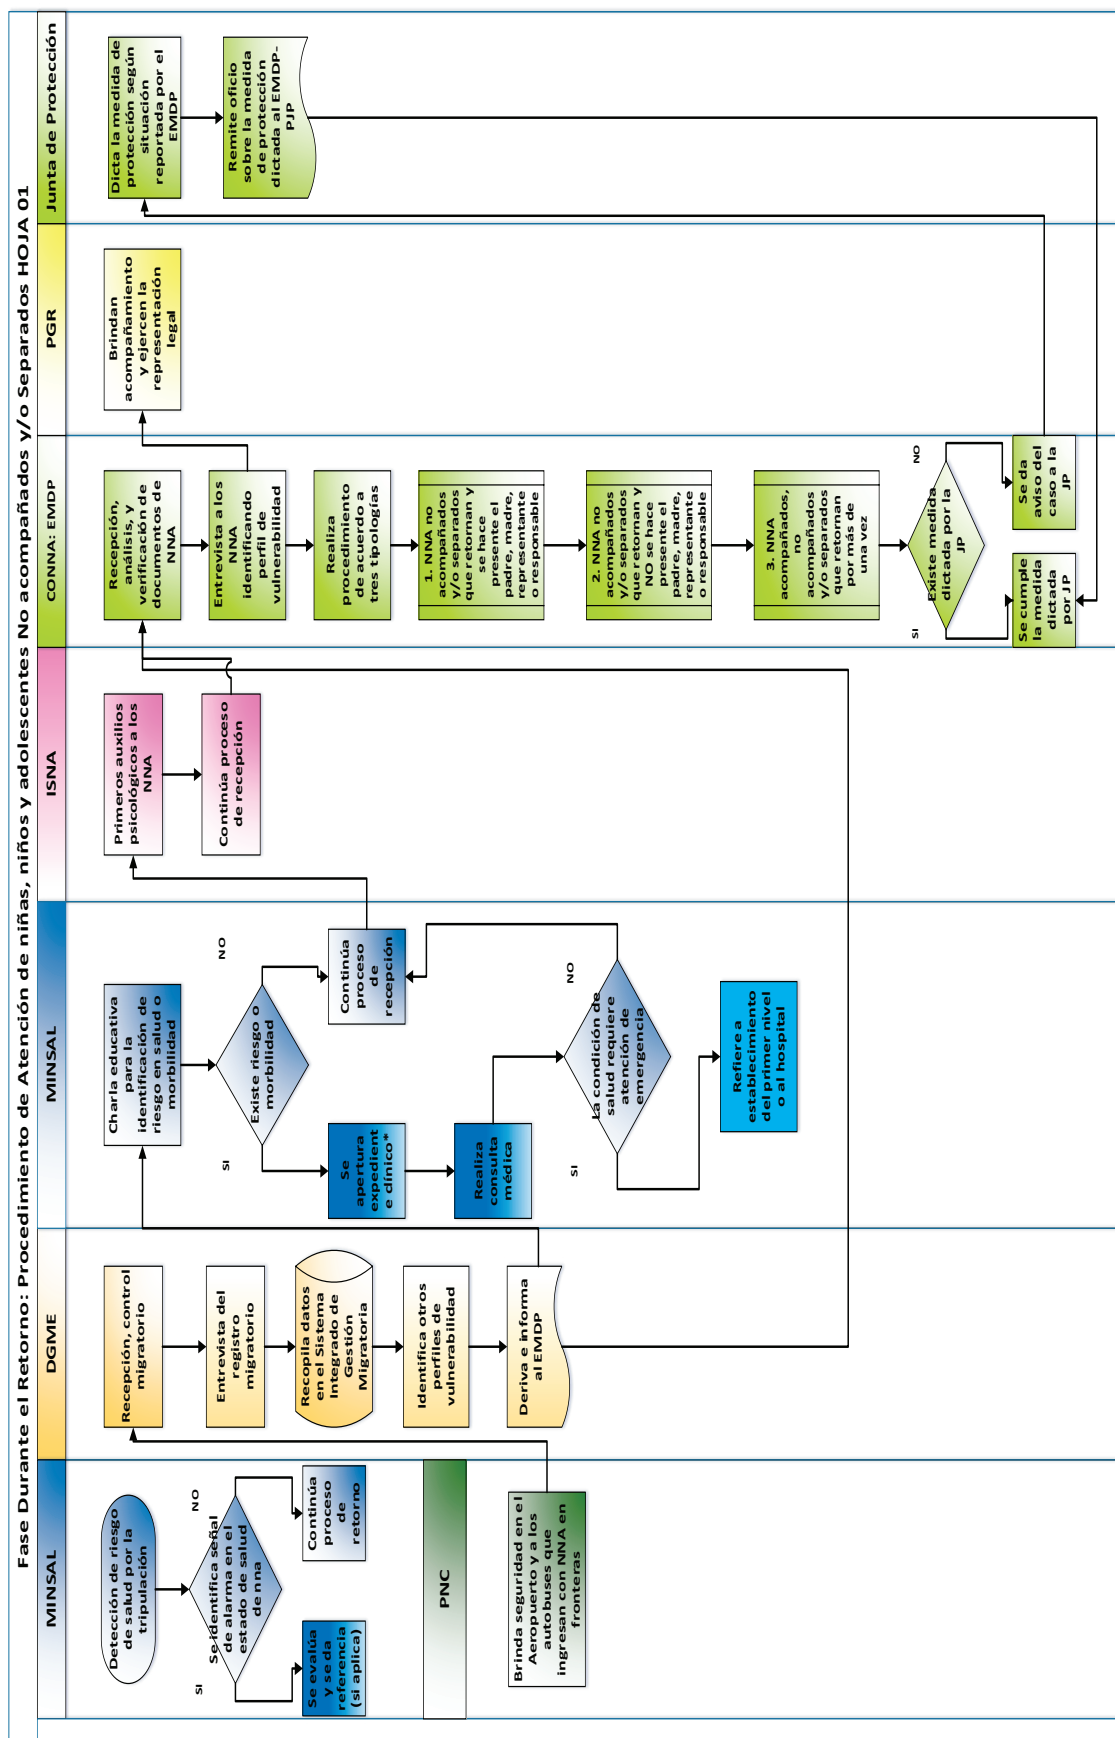 Fase Durante el Retorno: Procedimiento de Atención de niñas, niños y adolescentes No acompañados y/o Separados HOJA 01
MINSAL
Detección de riesgo
de salud por la
tripulación
Se identifica señal
de alarma en el
estado de salud
de nna
SI
NO
Se evalúa
y se da
referencia
(si aplica)
Continúa
proceso
de
retorno
PNC
Brinda seguridad en el
Aeropuerto y a los
autobuses que
ingresan con NNA en
fronteras
DGME
Recepción, control
migratorio
Entrevista del
registro
migratorio
Recopila datos
en el Sistema
Integrado de
Gestión
Migratoria
Identifica otros
perfiles de
vulnerabilidad
Deriva e informa
al EMDP
MINSAL
Charla educativa
para la
identificación de
riesgo en salud o
morbilidad
Existe riesgo o
morbilidad
SI
NO
Se
apertura
expedient
e clínico*
Continúa
proceso
de
recepción
Realiza
consulta
médica
La condición de
salud requiere
atención de
emergencia
SI
NO
Refiere a
establecimiento
del primer nivel
o al hospital
ISNA
Primeros auxilios
psicológicos a los
NNA
Continúa proceso
de recepción
CONNA: EMDP
Recepción,
análisis, y
verificación de
documentos de
NNA
Entrevista a los
NNA
identificando
perfil de
vulnerabilidad
Realiza
procedimiento
de acuerdo a
tres tipologías
1. NNA no
acompañados
y/o separados
que retornan y
se hace
presente el
padre, madre,
representante
o responsable
2. NNA no
acompañados
y/o separados
que retornan y
NO se hace
presente el
padre, madre,
representante
o responsable
3. NNA
acompañados,
no
acompañados
y/o separados
que retornan
por más de
una vez
Existe medida
dictada por la
JP
SI
NO
Se cumple
la medida
dictada
por JP
Se da
aviso del
caso a la
JP
PGR
Brindan
acompañamiento
y ejercen la
representación
legal
Junta de Protección
Dicta la medida de
protección según
situación
reportada por el
EMDP
Remite oficio
sobre la medida
de protección
dictada al EMDP-
PJP